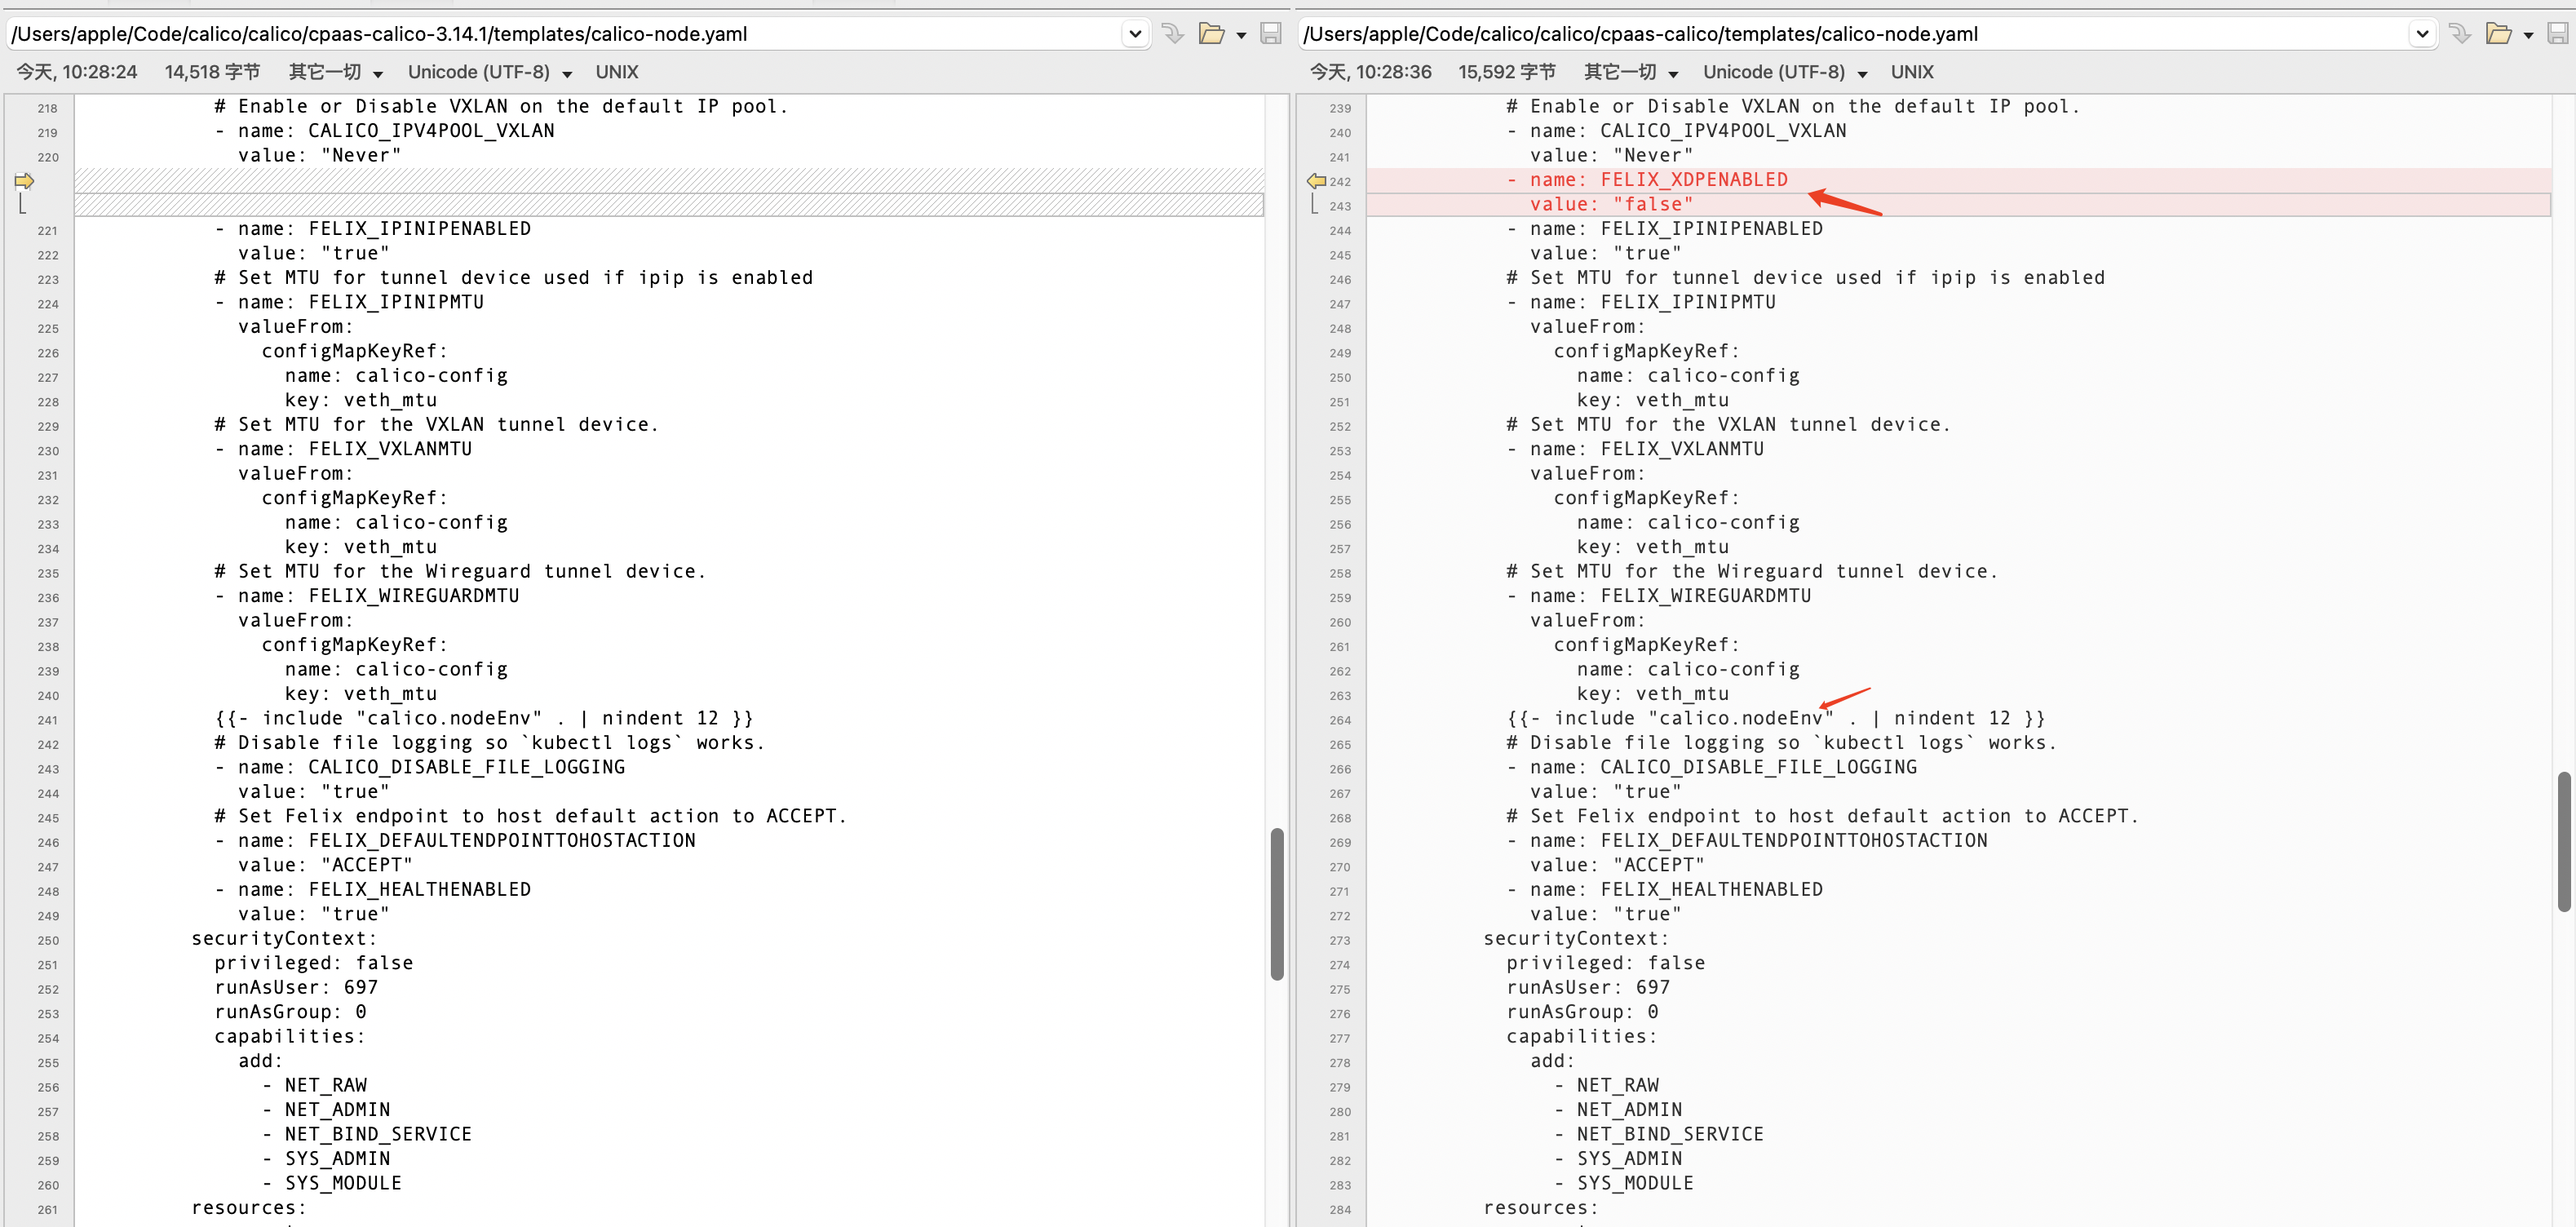 /Users/apple/Code/calico/calico/cpaas-calico-3.14.1/templates/calico-node.yaml
今天, 10:28:24 14,518 字节 其它一切 Unicode (UTF-8) UNIX
218 # Enable or Disable VXLAN on the default IP pool.
219 - name: CALICO_IPV4POOL_VXLAN
220 value: "Never"
221 - name: FELIX_IPINIPENABLED
222 value: "true"
223 # Set MTU for tunnel device used if ipip is enabled
224 - name: FELIX_IPINIPMTU
225 valueFrom:
226 configMapKeyRef:
227 name: calico-config
228 key: veth_mtu
229 # Set MTU for the VXLAN tunnel device.
230 - name: FELIX_VXLANMTU
231 valueFrom:
232 configMapKeyRef:
233 name: calico-config
234 key: veth_mtu
235 # Set MTU for the Wireguard tunnel device.
236 - name: FELIX_WIREGUARDMTU
237 valueFrom:
238 configMapKeyRef:
239 name: calico-config
240 key: veth_mtu
241 {{- include "calico.nodeEnv" . | nindent 12 }}
242 # Disable file logging so `kubectl logs` works.
243 - name: CALICO_DISABLE_FILE_LOGGING
244 value: "true"
245 # Set Felix endpoint to host default action to ACCEPT.
246 - name: FELIX_DEFAULTENDPOINTTOHOSTACTION
247 value: "ACCEPT"
248 - name: FELIX_HEALTHENABLED
249 value: "true"
250 securityContext:
251 privileged: false
252 runAsUser: 697
253 runAsGroup: 0
254 capabilities:
255 add:
256 - NET_RAW
257 - NET_ADMIN
258 - NET_BIND_SERVICE
259 - SYS_ADMIN
260 - SYS_MODULE
261 resources:
/Users/apple/Code/calico/calico/cpaas-calico/templates/calico-node.yaml
今天, 10:28:36 15,592 字节 其它一切 Unicode (UTF-8) UNIX
239 # Enable or Disable VXLAN on the default IP pool.
240 - name: CALICO_IPV4POOL_VXLAN
241 value: "Never"
242 - name: FELIX_XDPENABLED
243 value: "false"
244 - name: FELIX_IPINIPENABLED
245 value: "true"
246 # Set MTU for tunnel device used if ipip is enabled
247 - name: FELIX_IPINIPMTU
248 valueFrom:
249 configMapKeyRef:
250 name: calico-config
251 key: veth_mtu
252 # Set MTU for the VXLAN tunnel device.
253 - name: FELIX_VXLANMTU
254 valueFrom:
255 configMapKeyRef:
256 name: calico-config
257 key: veth_mtu
258 # Set MTU for the Wireguard tunnel device.
259 - name: FELIX_WIREGUARDMTU
260 valueFrom:
261 configMapKeyRef:
262 name: calico-config
263 key: veth_mtu
264 {{- include "calico.nodeEnv" . | nindent 12 }}
265 # Disable file logging so `kubectl logs` works.
266 - name: CALICO_DISABLE_FILE_LOGGING
267 value: "true"
268 # Set Felix endpoint to host default action to ACCEPT.
269 - name: FELIX_DEFAULTENDPOINTTOHOSTACTION
270 value: "ACCEPT"
271 - name: FELIX_HEALTHENABLED
272 value: "true"
273 securityContext:
274 privileged: false
275 runAsUser: 697
276 runAsGroup: 0
277 capabilities:
278 add:
279 - NET_RAW
280 - NET_ADMIN
281 - NET_BIND_SERVICE
282 - SYS_ADMIN
283 - SYS_MODULE
284 resources: